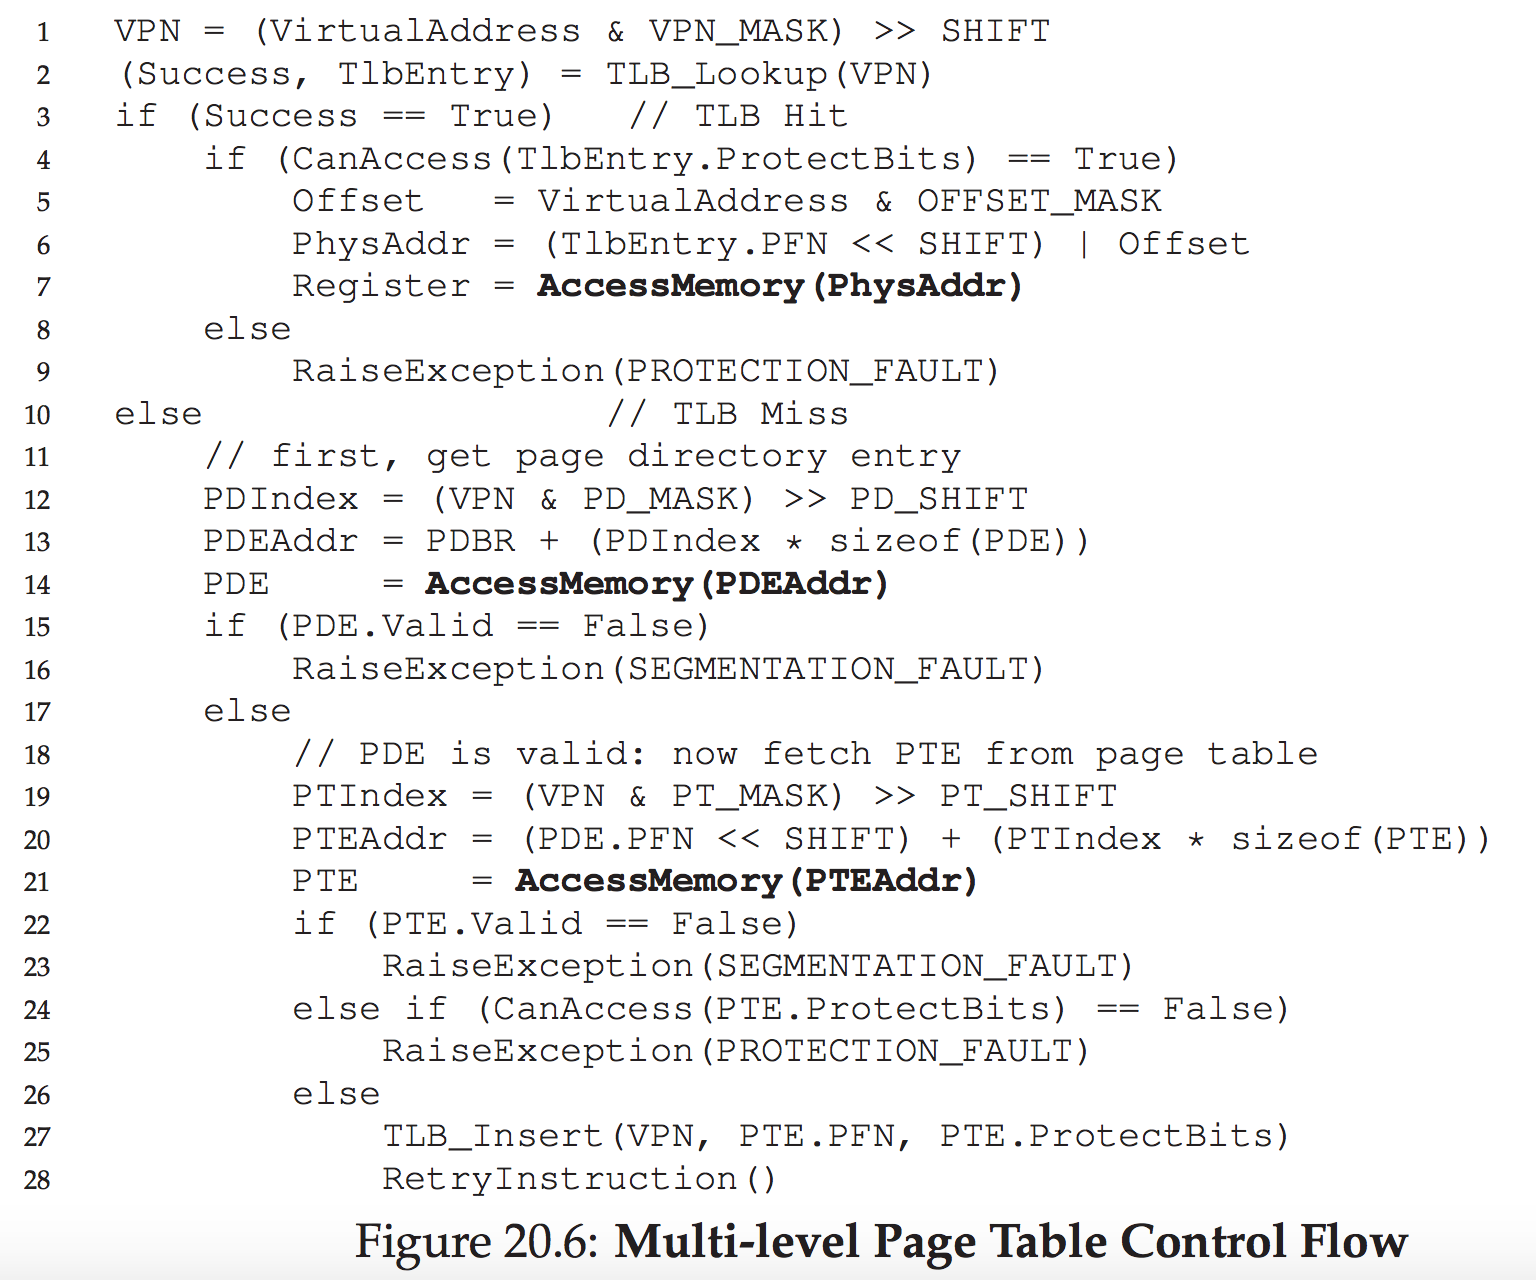 1 VPN = (VirtualAddress & VPN_MASK) >> SHIFT
2 (Success, TlbEntry) = TLB_Lookup(VPN)
3 if (Success == True) // TLB Hit
4 if (CanAccess(TlbEntry.ProtectBits) == True)
5 Offset = VirtualAddress & OFFSET_MASK
6 PhysAddr = (TlbEntry.PFN << SHIFT) | Offset
7 Register = AccessMemory(PhysAddr)
8 else
9 RaiseException(PROTECTION_FAULT)
10 else // TLB Miss
11 // first, get page directory entry
12 PDIndex = (VPN & PD_MASK) >> PD_SHIFT
13 PDEAddr = PDBR + (PDIndex * sizeof(PDE))
14 PDE = AccessMemory(PDEAddr)
15 if (PDE.Valid == False)
16 RaiseException(SEGMENTATION_FAULT)
17 else
18 // PDE is valid: now fetch PTE from page table
19 PTIndex = (VPN & PT_MASK) >> PT_SHIFT
20 PTEAddr = (PDE.PFN << SHIFT) + (PTIndex * sizeof(PTE))
21 PTE = AccessMemory(PTEAddr)
22 if (PTE.Valid == False)
23 RaiseException(SEGMENTATION_FAULT)
24 else if (CanAccess(PTE.ProtectBits) == False)
25 RaiseException(PROTECTION_FAULT)
26 else
27 TLB_Insert(VPN, PTE.PFN, PTE.ProtectBits)
28 RetryInstruction()
Figure 20.6: Multi-level Page Table Control Flow